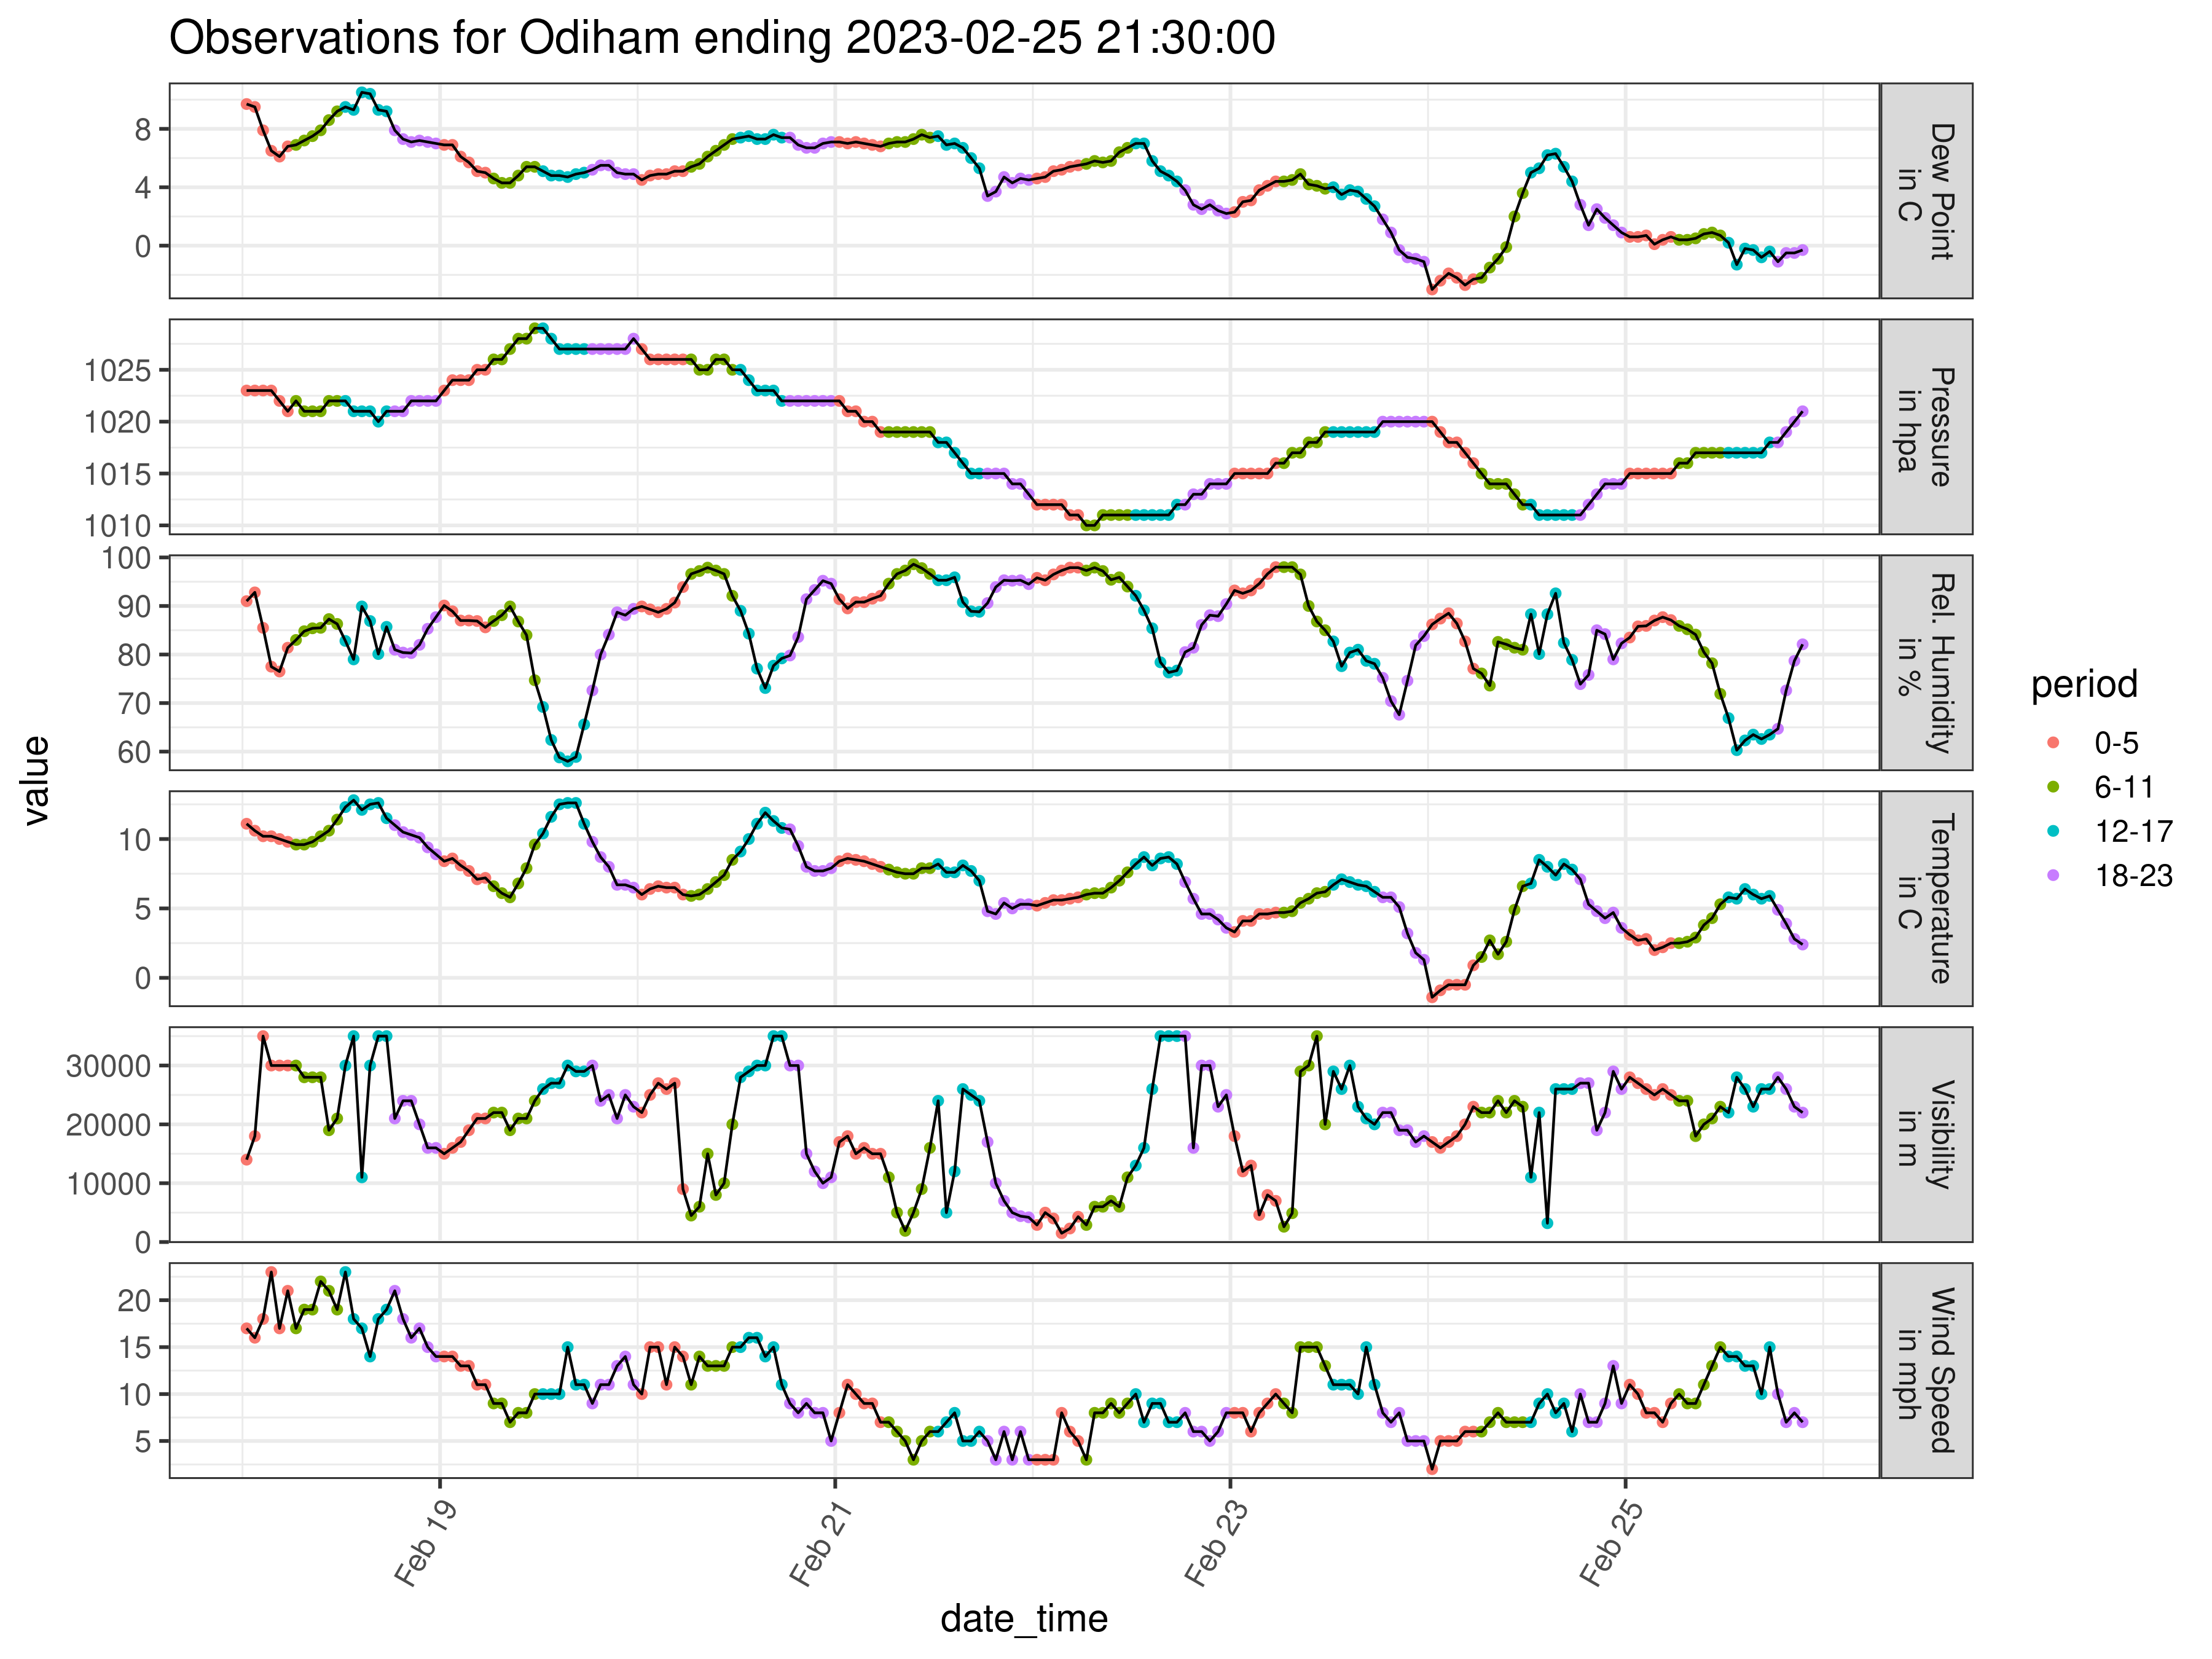 Observations for Odiham ending 2023-02-25 21:30:00
value
8
4
0
Dew Point
in C
1025
1020
1015
1010
Pressure
in hpa
100
90
80
70
60
Rel. Humidity
in %
10
5
0
Temperature
in C
30000
20000
10000
0
Visibility
in m
20
15
10
5
Wind Speed
in mph
Feb 19
Feb 21
Feb 23
Feb 25
date_time
period
0-5
6-11
12-17
18-23